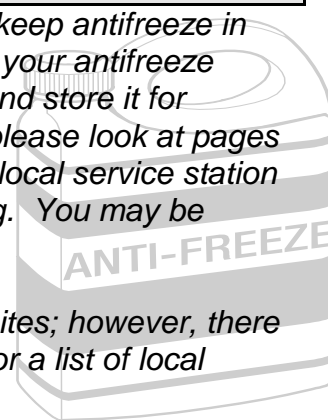 keep antifreeze in
your antifreeze
nd store it for
please look at pages
local service station
g. You may be
ANTI-FREEZE
ites; however, there
or a list of local